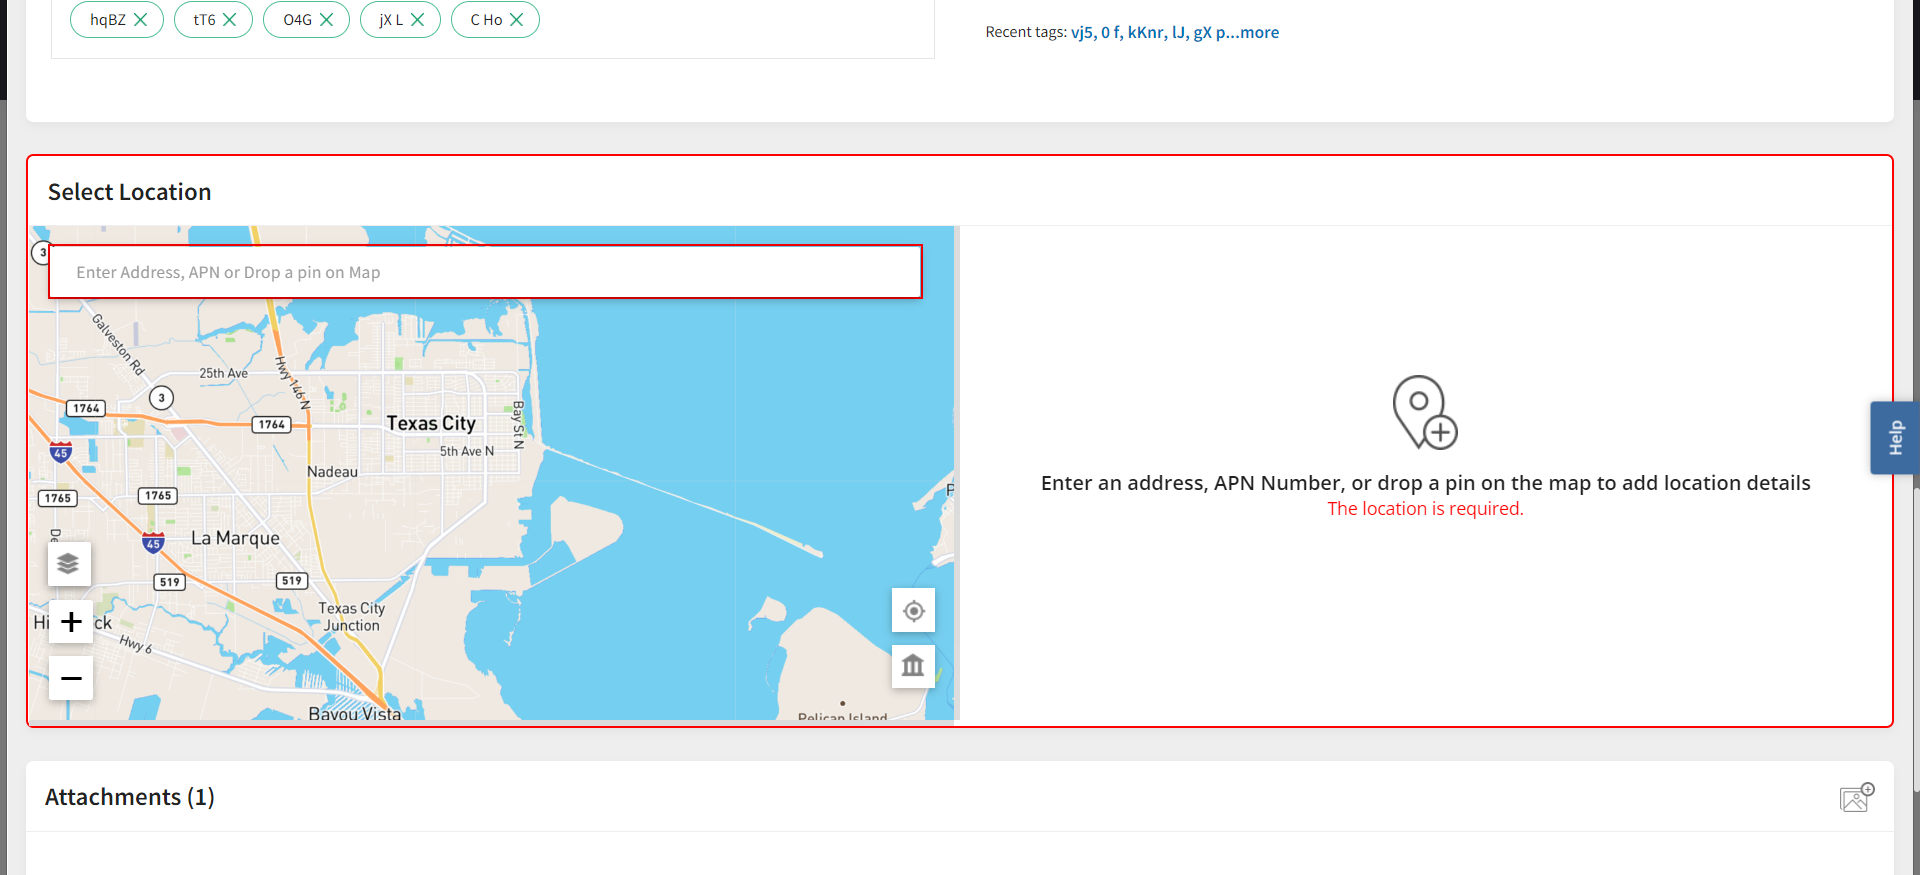 hqBZ
tT6
O4G
jX L
C Ho
Recent tags: vj5, 0 f, kKnr, lJ, gX p...more
Select Location
Enter Address, APN or Drop a pin on Map
3
Galveston Rd
Hwy 146 N
25th Ave
3
1764
1764
Texas City
Bay St N
5th Ave N
45
Nadeau
1765
1765
La Marque
45
519
519
Texas City
Junction
Hwy 6
Bayou Vista
Pelican Island
Enter an address, APN Number, or drop a pin on the map to add location details
The location is required.
Help
Attachments (1)